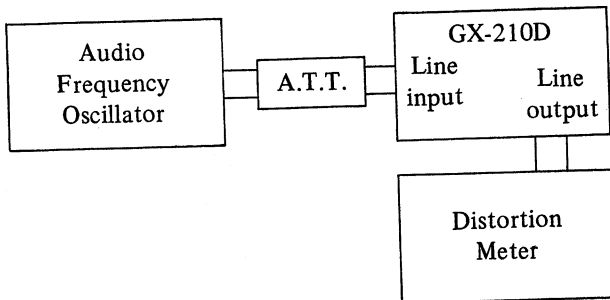 Audio
Frequency
Oscillator
A.T.T.
GX-210D
Line
input
Line
output
Distortion
Meter